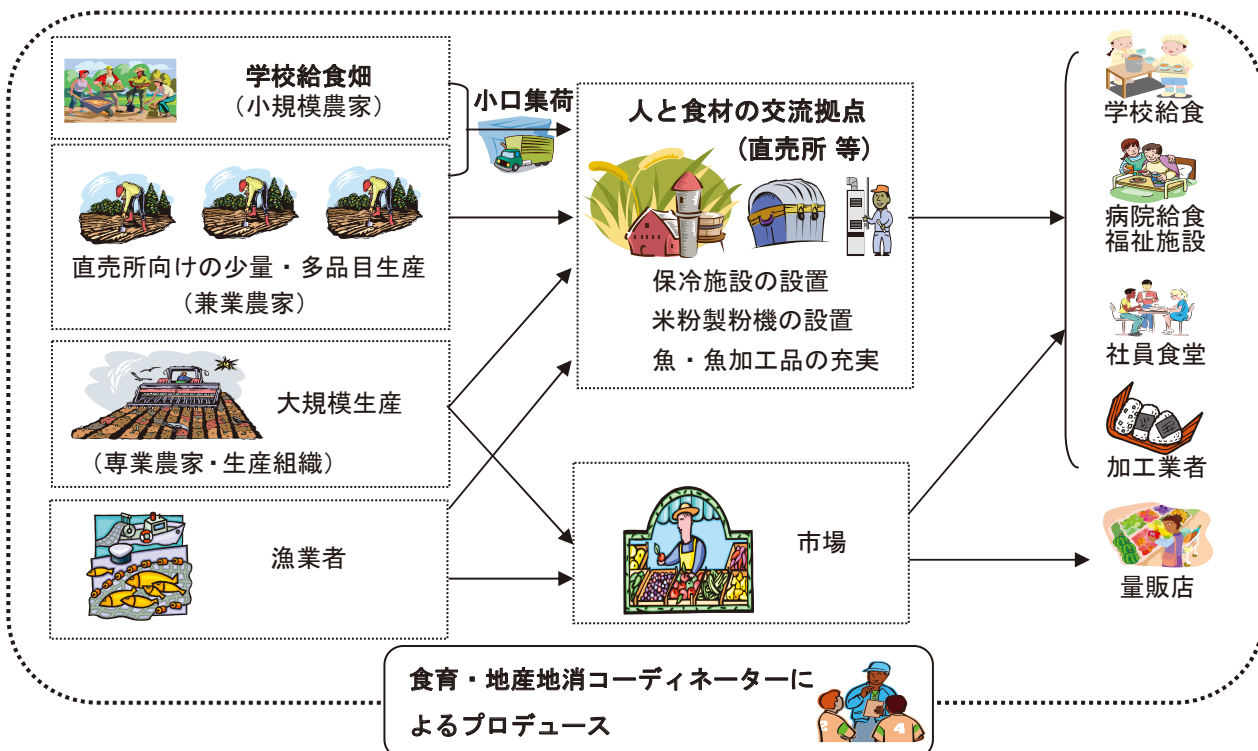 学校給食畑
（小規模農家）
小口集荷
直売所向けの少量・多品目生産
（兼業農家）
大規模生産
（専業農家・生産組織）
漁業者
人と食材の交流拠点
（直売所 等）
保冷施設の設置
米粉製粉機の設置
魚・魚加工品の充実
市場
学校給食
病院給食
福祉施設
社員食堂
加工業者
量販店
食育・地産地消コーディネーターに
よるプロデュース
2 4